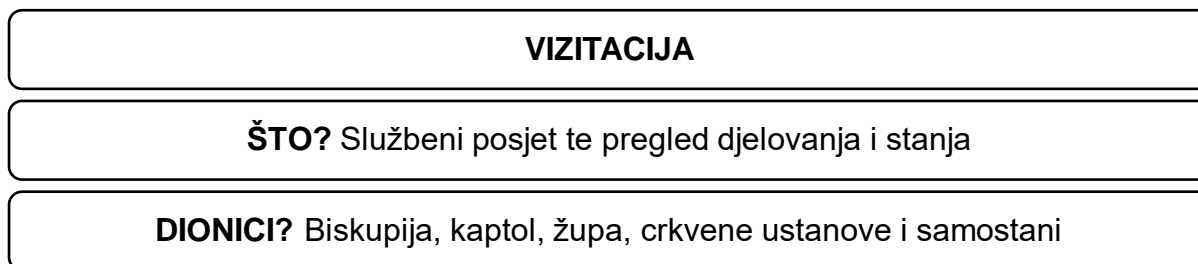 VIZITACIJA
ŠTO? Službeni posjet te pregled djelovanja i stanja
DIONICI? Biskupija, kaptol, župa, crkvene ustanove i samostani